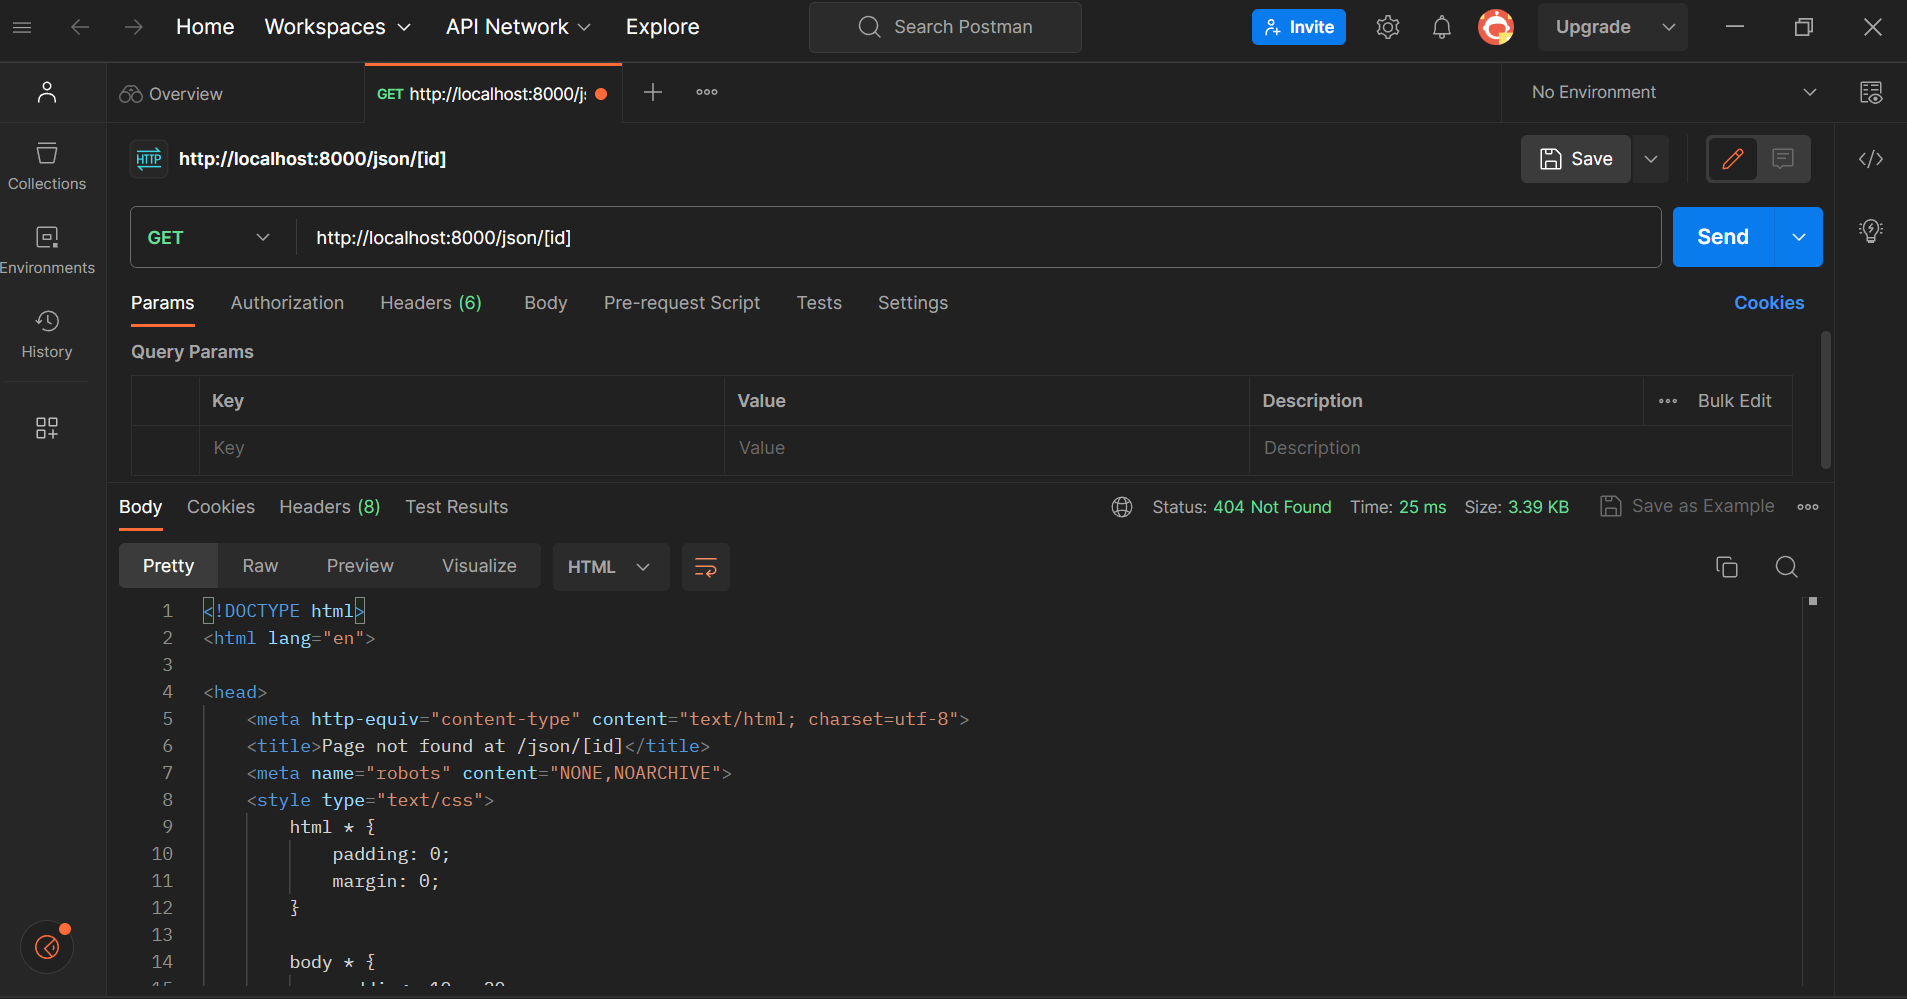 Home Workspaces API Network Explore Search Postman Invite Upgrade
Overview GET http://localhost:8000/j No Environment
HTTP http://localhost:8000/json/[id] Save
Collections
GET http://localhost:8000/json/[id] Send
Environments
Params Authorization Headers (6) Body Pre-request Script Tests Settings Cookies
History
Query Params
Key Value Description Bulk Edit
Key Value Description
Body Cookies Headers (8) Test Results Status: 404 Not Found Time: 25 ms Size: 3.39 KB Save as Example
Pretty Raw Preview Visualize HTML
1 <!DOCTYPE html>
2 <html lang="en">
3
4 <head>
5 <meta http-equiv="content-type" content="text/html; charset=utf-8">
6 <title>Page not found at /json/[id]</title>
7 <meta name="robots" content="NONE,NOARCHIVE">
8 <style type="text/css">
9 html * {
10 padding: 0;
11 margin: 0;
12 }
13
14 body * {